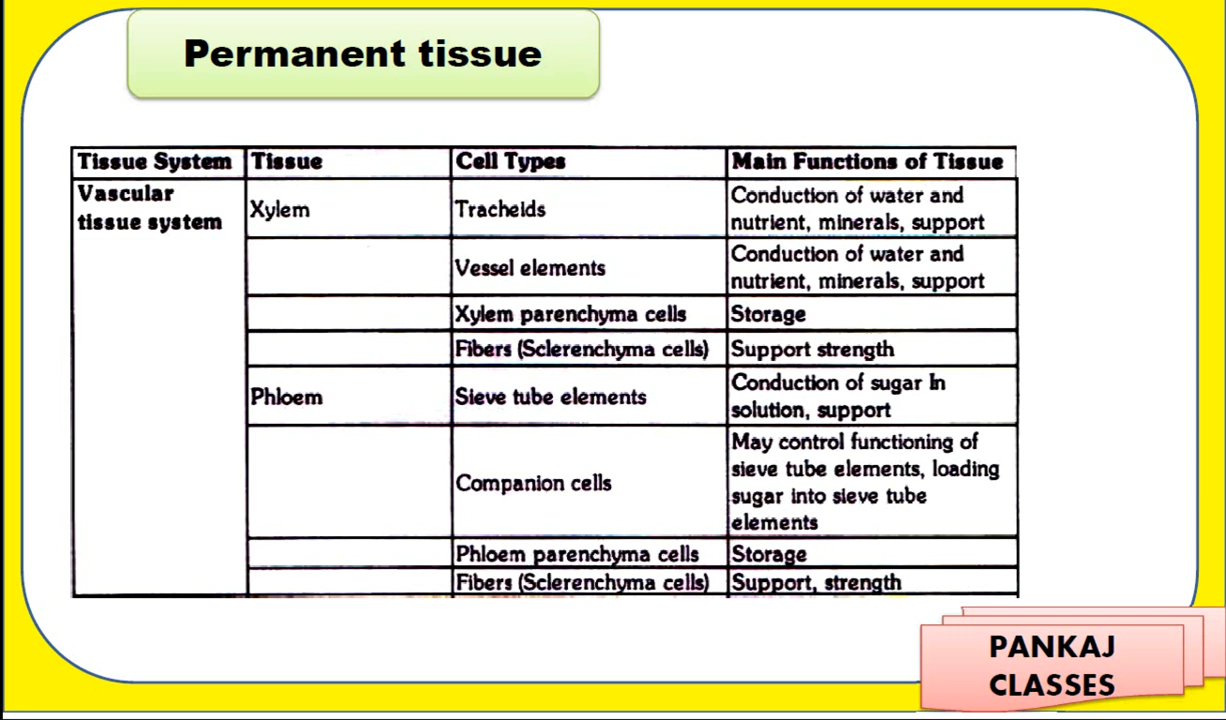 Permanent tissue
Tissue System Tissue Cell Types Main Functions of Tissue
Vascular
tissue system
Xylem
Tracheids
Conduction of water and
nutrient, minerals, support
Vessel elements
Conduction of water and
nutrient, minerals, support
Xylem parenchyma cells Storage
Fibers (Sclerenchyma cells) Support strength
Phloem
Sieve tube elements
Conduction of sugar In
solution, support
Companion cells
May control functioning of
sieve tube elements, loading
sugar into sieve tube
elements
Phloem parenchyma cells Storage
Fibers (Sclerenchyma cells) Support, strength
PANKAJ
CLASSES